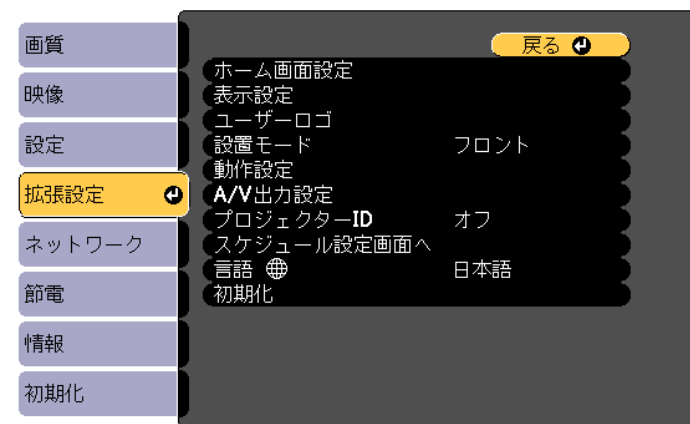 画質
映像
設定
拡張設定
ネットワーク
節電
情報
初期化
戻る
ホーム画面設定
表示設定
ユーザーロゴ
設置モード フロント
動作設定
A/V出力設定
プロジェクターID オフ
スケジュール設定画面へ
言語 日本語
初期化